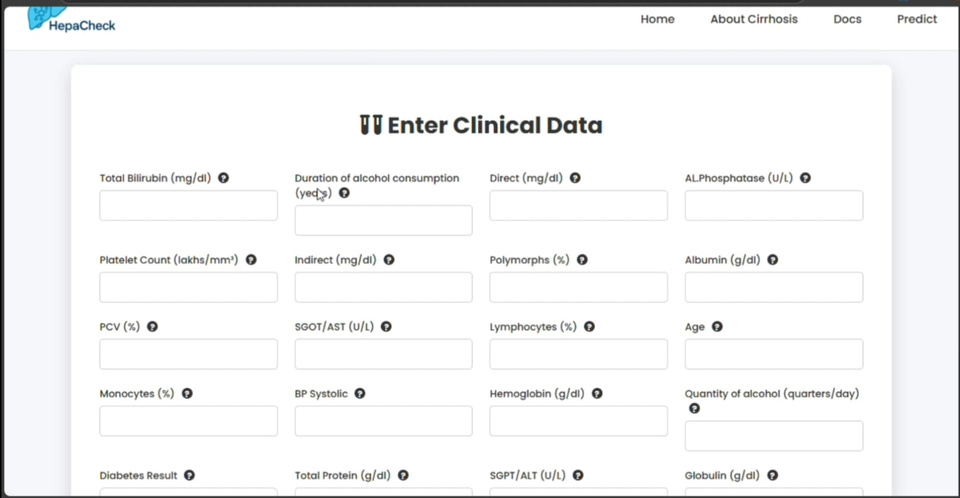 HepaCheck
Home About Cirrhosis Docs Predict
Enter Clinical Data
Total Bilirubin (mg/dl)
Duration of alcohol consumption
(years)
Direct (mg/dl)
AL.Phosphatase (U/L)
Platelet Count (lakhs/mm³)
Indirect (mg/dl)
Polymorphs (%)
Albumin (g/dl)
PCV (%)
SGOT/AST (U/L)
Lymphocytes (%)
Age
Monocytes (%)
BP Systolic
Hemoglobin (g/dl)
Quantity of alcohol (quarters/day)
Diabetes Result
Total Protein (g/dl)
SGPT/ALT (U/L)
Globulin (g/dl)